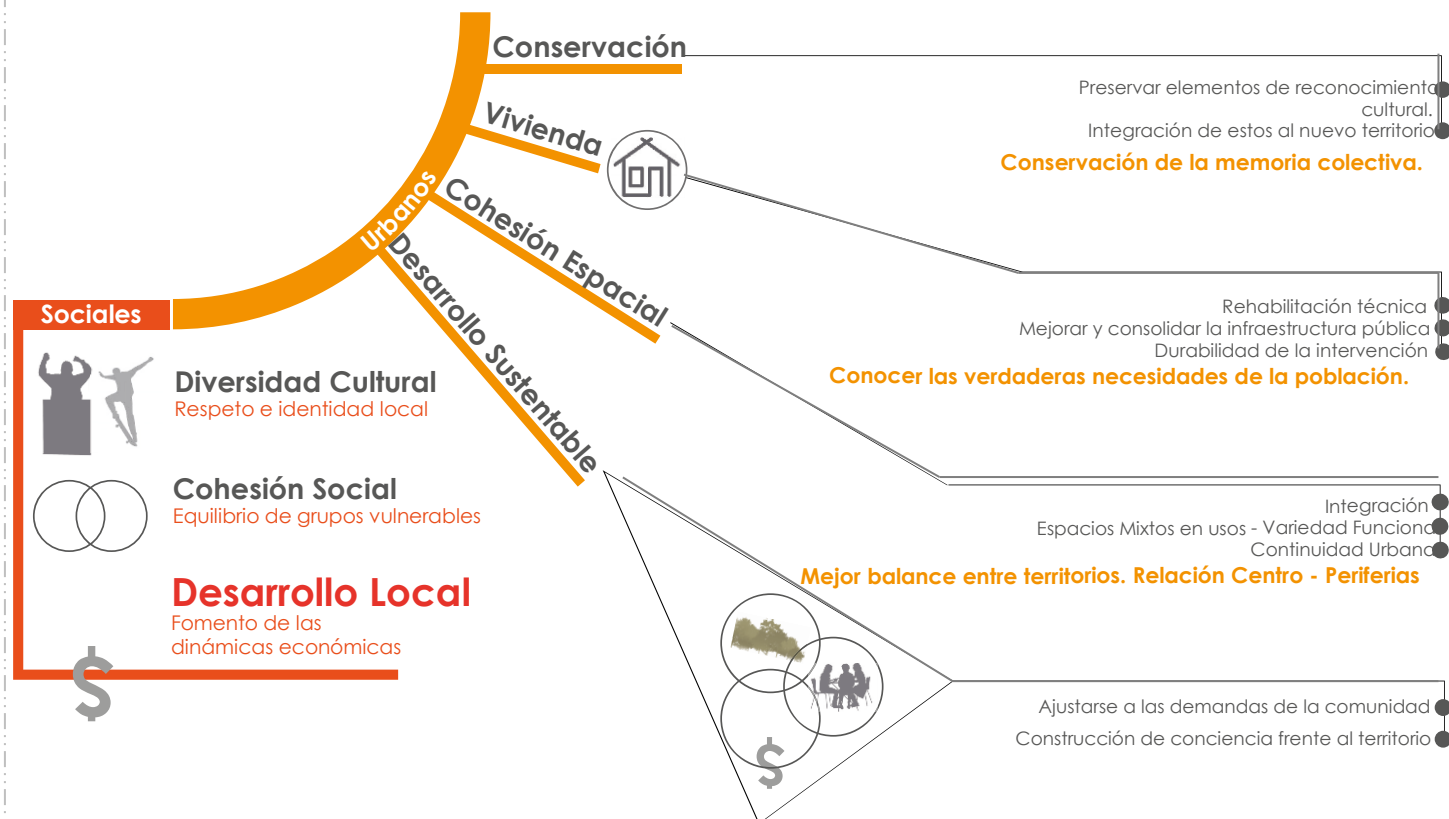 Conservación
Preservar elementos de reconocimiento
cultural.
Integración de estos al nuevo territorio
Conservación de la memoria colectiva.
Vivienda
Rehabilitación técnica
Mejorar y consolidar la infraestructura pública
Durabilidad de la intervención
Conocer las verdaderas necesidades de la población.
Cohesión Espacial
Integración
Espacios Mixtos en usos - Variedad Funcional
Continuidad Urbana
Mejor balance entre territorios. Relación Centro - Periferias
Desarrollo Sustentable
Ajustarse a las demandas de la comunidad
Construcción de conciencia frente al territorio
Urbanos
Sociales
Diversidad Cultural
Respeto e identidad local
Cohesión Social
Equilibrio de grupos vulnerables
Desarrollo Local
Fomento de las
dinámicas económicas
$
$